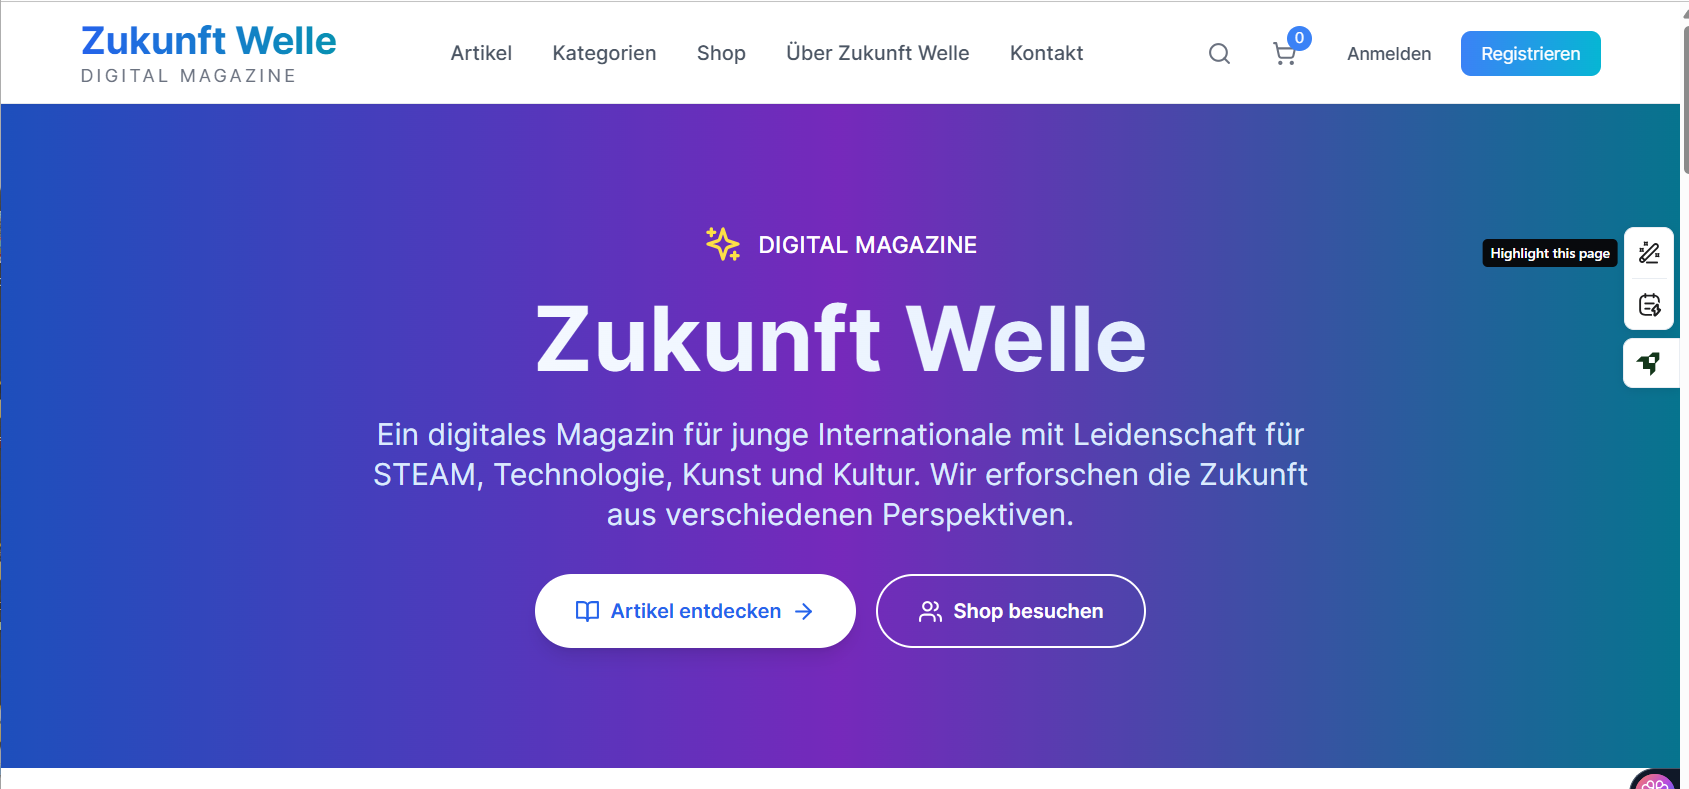 Zukunft Welle
DIGITAL MAGAZINE
Artikel
Kategorien
Shop
Über Zukunft Welle
Kontakt
0
Anmelden
Registrieren
DIGITAL MAGAZINE
Highlight this page
Zukunft Welle
Ein digitales Magazin für junge Internationale mit Leidenschaft für
STEAM, Technologie, Kunst und Kultur. Wir erforschen die Zukunft
aus verschiedenen Perspektiven.
Artikel entdecken
Shop besuchen